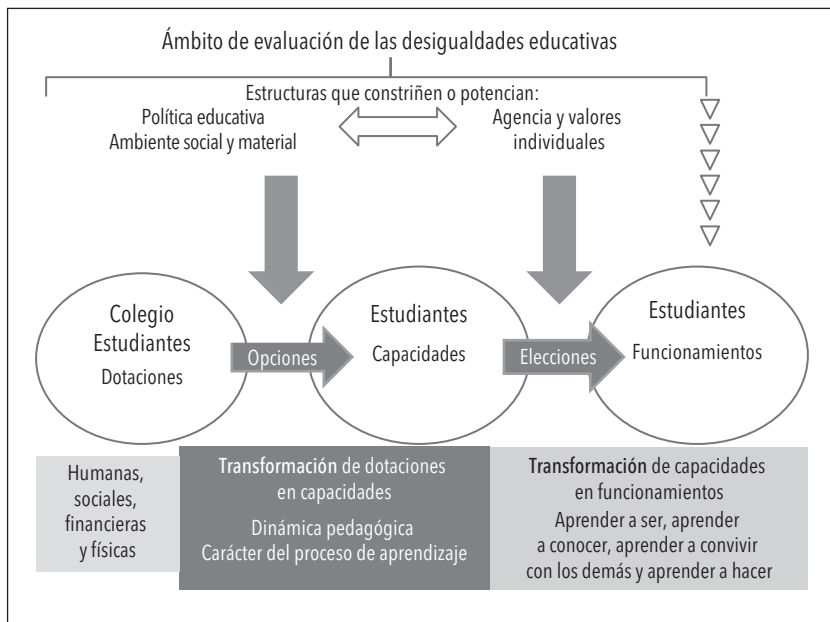 Ámbito de evaluación de las desigualdades educativas
Estructuras que constriñen o potencian:
Política educativa
Ambiente social y material
Agencia y valores
individuales
Colegio
Estudiantes
Dotaciones
Opciones
Estudiantes
Capacidades
Elecciones
Estudiantes
Funcionamientos
Humanas,
sociales,
financieras
y físicas
Transformación de dotaciones
en capacidades
Dinámica pedagógica
Carácter del proceso de aprendizaje
Transformación de capacidades
en funcionamientos
Aprender a ser, aprender
a conocer, aprender a convivir
con los demás y aprender a hacer